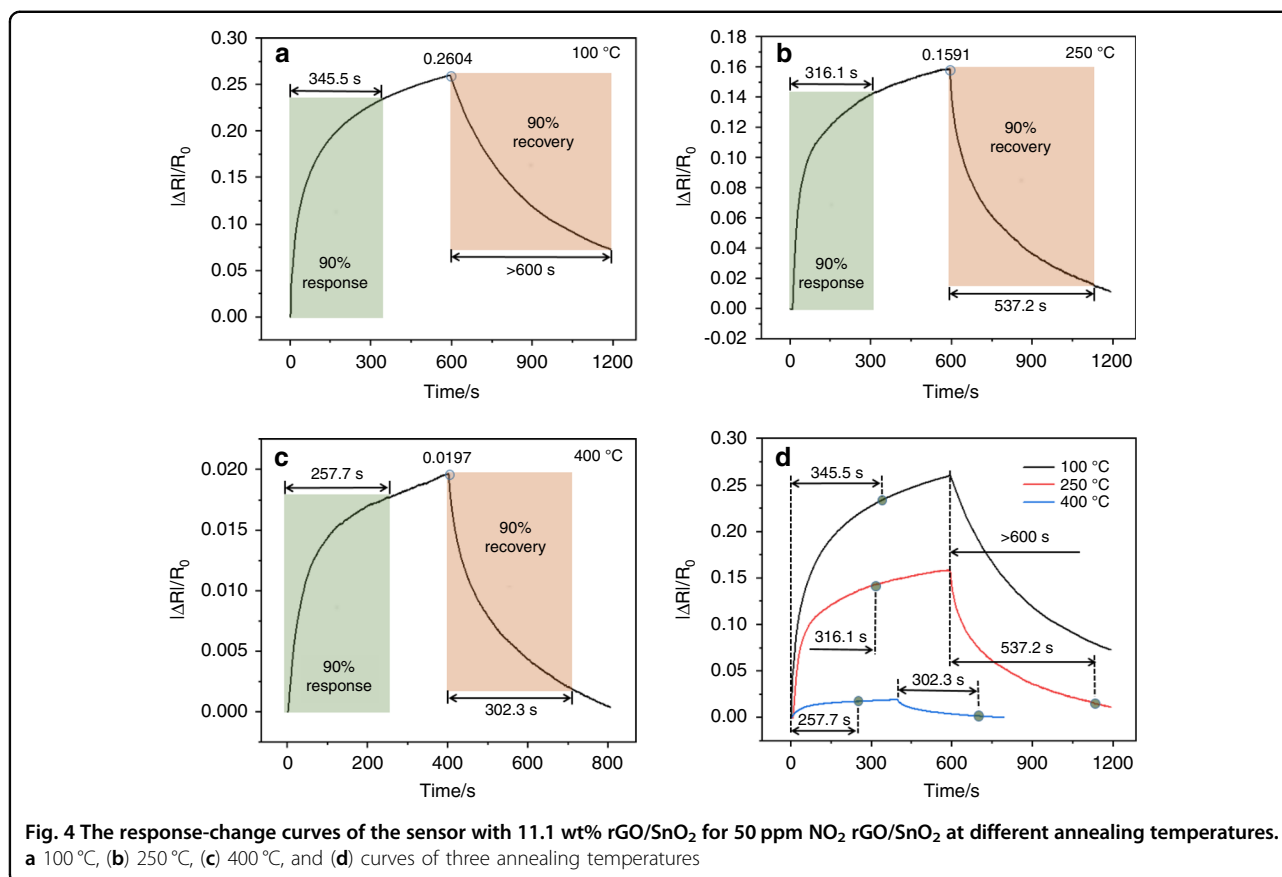 a
100 °C
0.2604
345.5 s
90%
recovery
90%
response
>600 s
0.30
0.25
0.20
0.15
0.10
0.05
0.00
|ΔR|/R₀
0 300 600 900 1200
Time/s
b
250 °C
0.1591
316.1 s
90%
recovery
90%
response
537.2 s
0.18
0.16
0.14
0.12
0.10
0.08
0.06
0.04
0.02
0.00
-0.02
|ΔR|/R₀
0 300 600 900 1200
Time/s
c
400 °C
0.0197
257.7 s
90%
recovery
90%
response
302.3 s
0.020
0.015
0.010
0.005
0.000
|ΔR|/R₀
0 200 400 600 800
Time/s
d
100 °C
250 °C
400 °C
345.5 s
>600 s
316.1 s
537.2 s
302.3 s
257.7 s
0.30
0.25
0.20
0.15
0.10
0.05
0.00
|ΔR|/R₀
0 300 600 900 1200
Time/s
Fig. 4 The response-change curves of the sensor with 11.1 wt% rGO/SnO₂ for 50 ppm NO₂ rGO/SnO₂ at different annealing temperatures.
a 100 °C, (b) 250 °C, (c) 400 °C, and (d) curves of three annealing temperatures